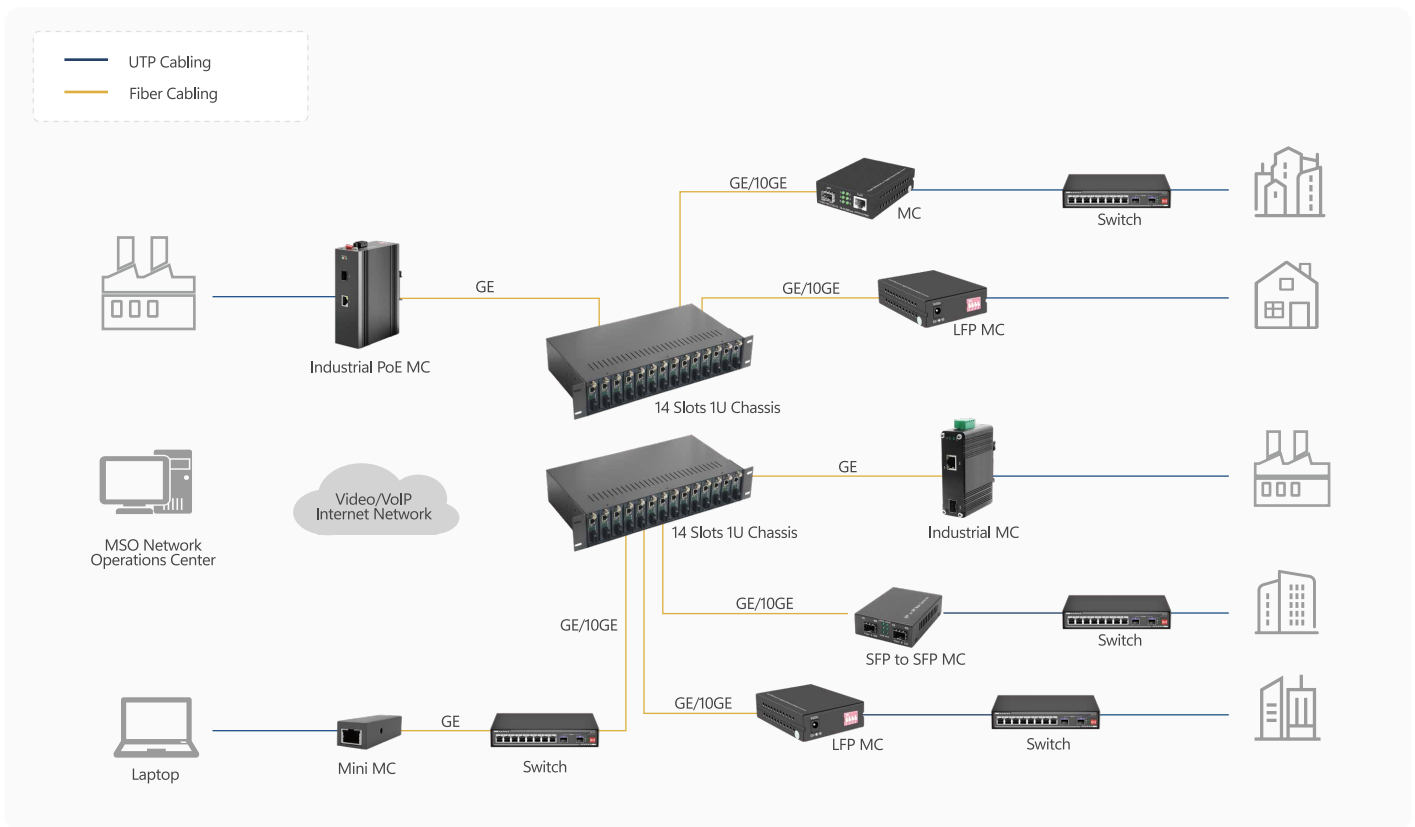 UTP Cabling
Fiber Cabling
GE/10GE
MC
Switch
GE
Industrial PoE MC
GE/10GE
LFP MC
14 Slots 1U Chassis
MSO Network
Operations Center
Video/VoIP
Internet Network
14 Slots 1U Chassis
GE
Industrial MC
GE/10GE
GE/10GE
SFP to SFP MC
Switch
GE/10GE
LFP MC
Switch
Laptop
Mini MC
GE
Switch